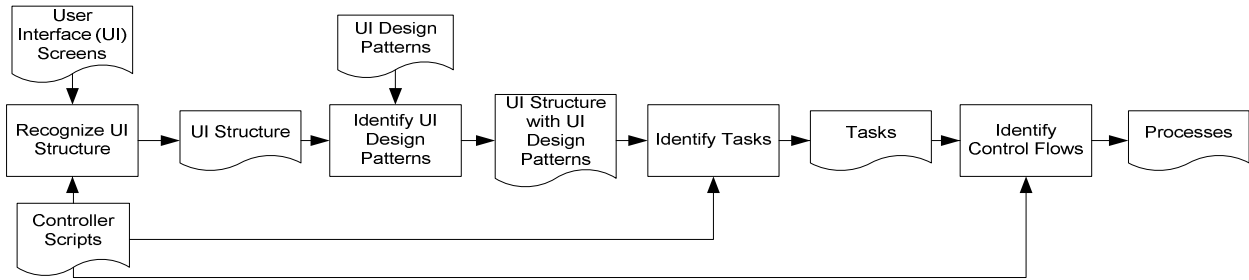 User
Interface (UI)
Screens
UI Design
Patterns
Recognize UI
Structure
UI Structure
Identify UI
Design
Patterns
UI Structure
with UI
Design
Patterns
Identify Tasks
Tasks
Identify
Control Flows
Processes
Controller
Scripts